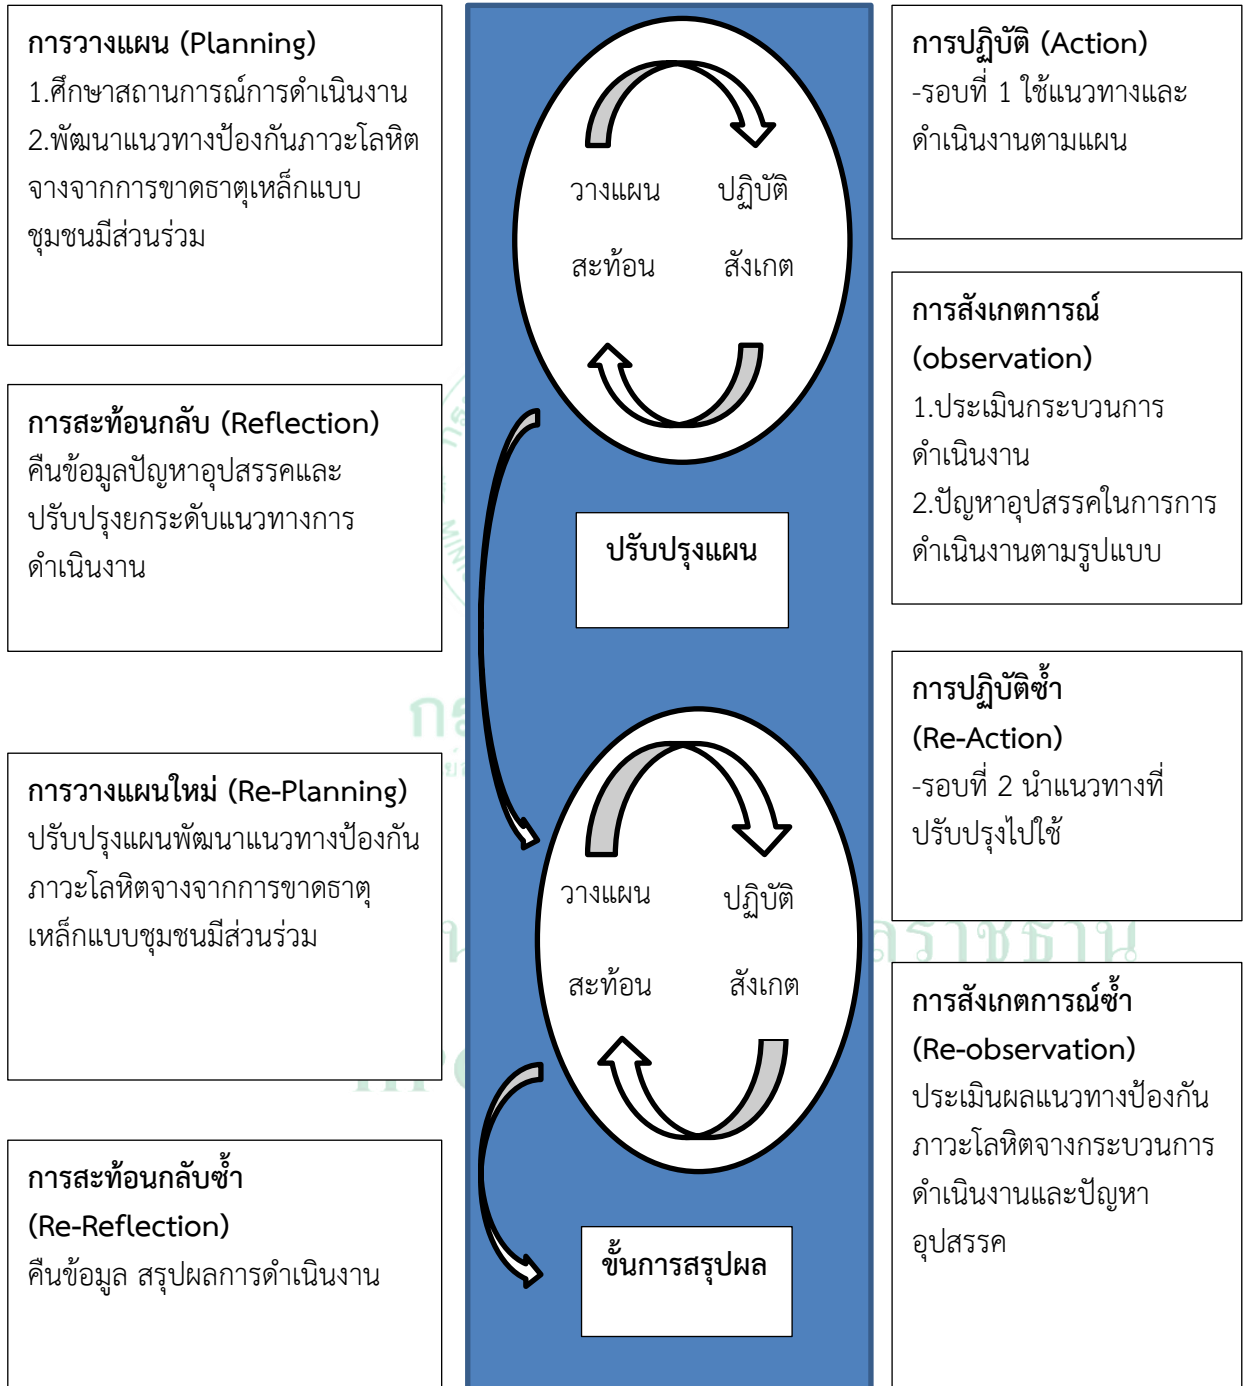 การวางแผน (Planning)
1.ศึกษาสถานการณ์การดำเนินงาน
2.พัฒนาแนวทางป้องกันภาวะโลหิต
จางจากการขาดธาตุเหล็กแบบ
ชุมชนมีส่วนร่วม
การสะท้อนกลับ (Reflection)
คืนข้อมูลปัญหาอุปสรรคและ
ปรับปรุงยกระดับแนวทางการ
ดำเนินงาน
การวางแผนใหม่ (Re-Planning)
ปรับปรุงแผนพัฒนาแนวทางป้องกัน
ภาวะโลหิตจางจากการขาดธาตุ
เหล็กแบบชุมชนมีส่วนร่วม
การสะท้อนกลับซ้ำ
(Re-Reflection)
คืนข้อมูล สรุปผลการดำเนินงาน
วางแผน ปฏิบัติ
สะท้อน สังเกต
ปรับปรุงแผน
วางแผน ปฏิบัติ
สะท้อน สังเกต
ขั้นการสรุปผล
การปฏิบัติ (Action)
-รอบที่ 1 ใช้แนวทางและ
ดำเนินงานตามแผน
การสังเกตการณ์
(observation)
1.ประเมินกระบวนการ
ดำเนินงาน
2.ปัญหาอุปสรรคในการการ
ดำเนินงานตามรูปแบบ
การปฏิบัติซ้ำ
(Re-Action)
-รอบที่ 2 นำแนวทางที่
ปรับปรุงไปใช้
การสังเกตการณ์ซ้ำ
(Re-observation)
ประเมินผลแนวทางป้องกัน
ภาวะโลหิตจางกระบวนการ
ดำเนินงานและปัญหา
อุปสรรค